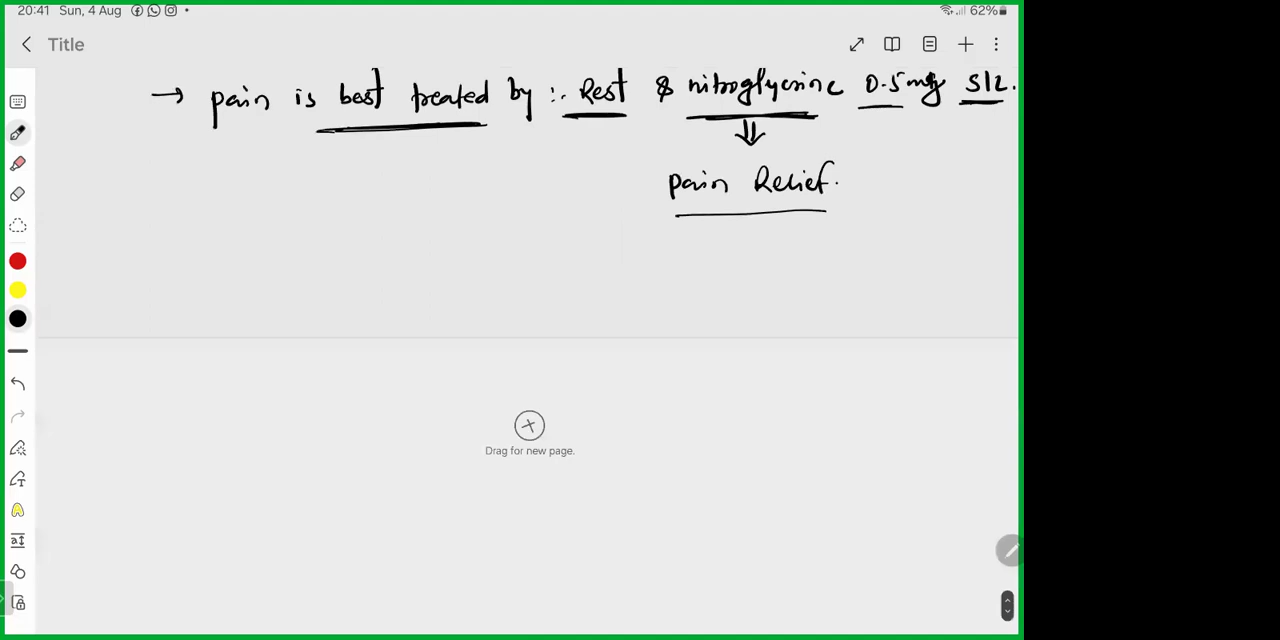 20:41 Sun, 4 Aug 62%
Title
→ pain is best treated by :. Rest & nitroglycerine 0.5mg S/L.
⇓
pain Relief.
Drag for new page.